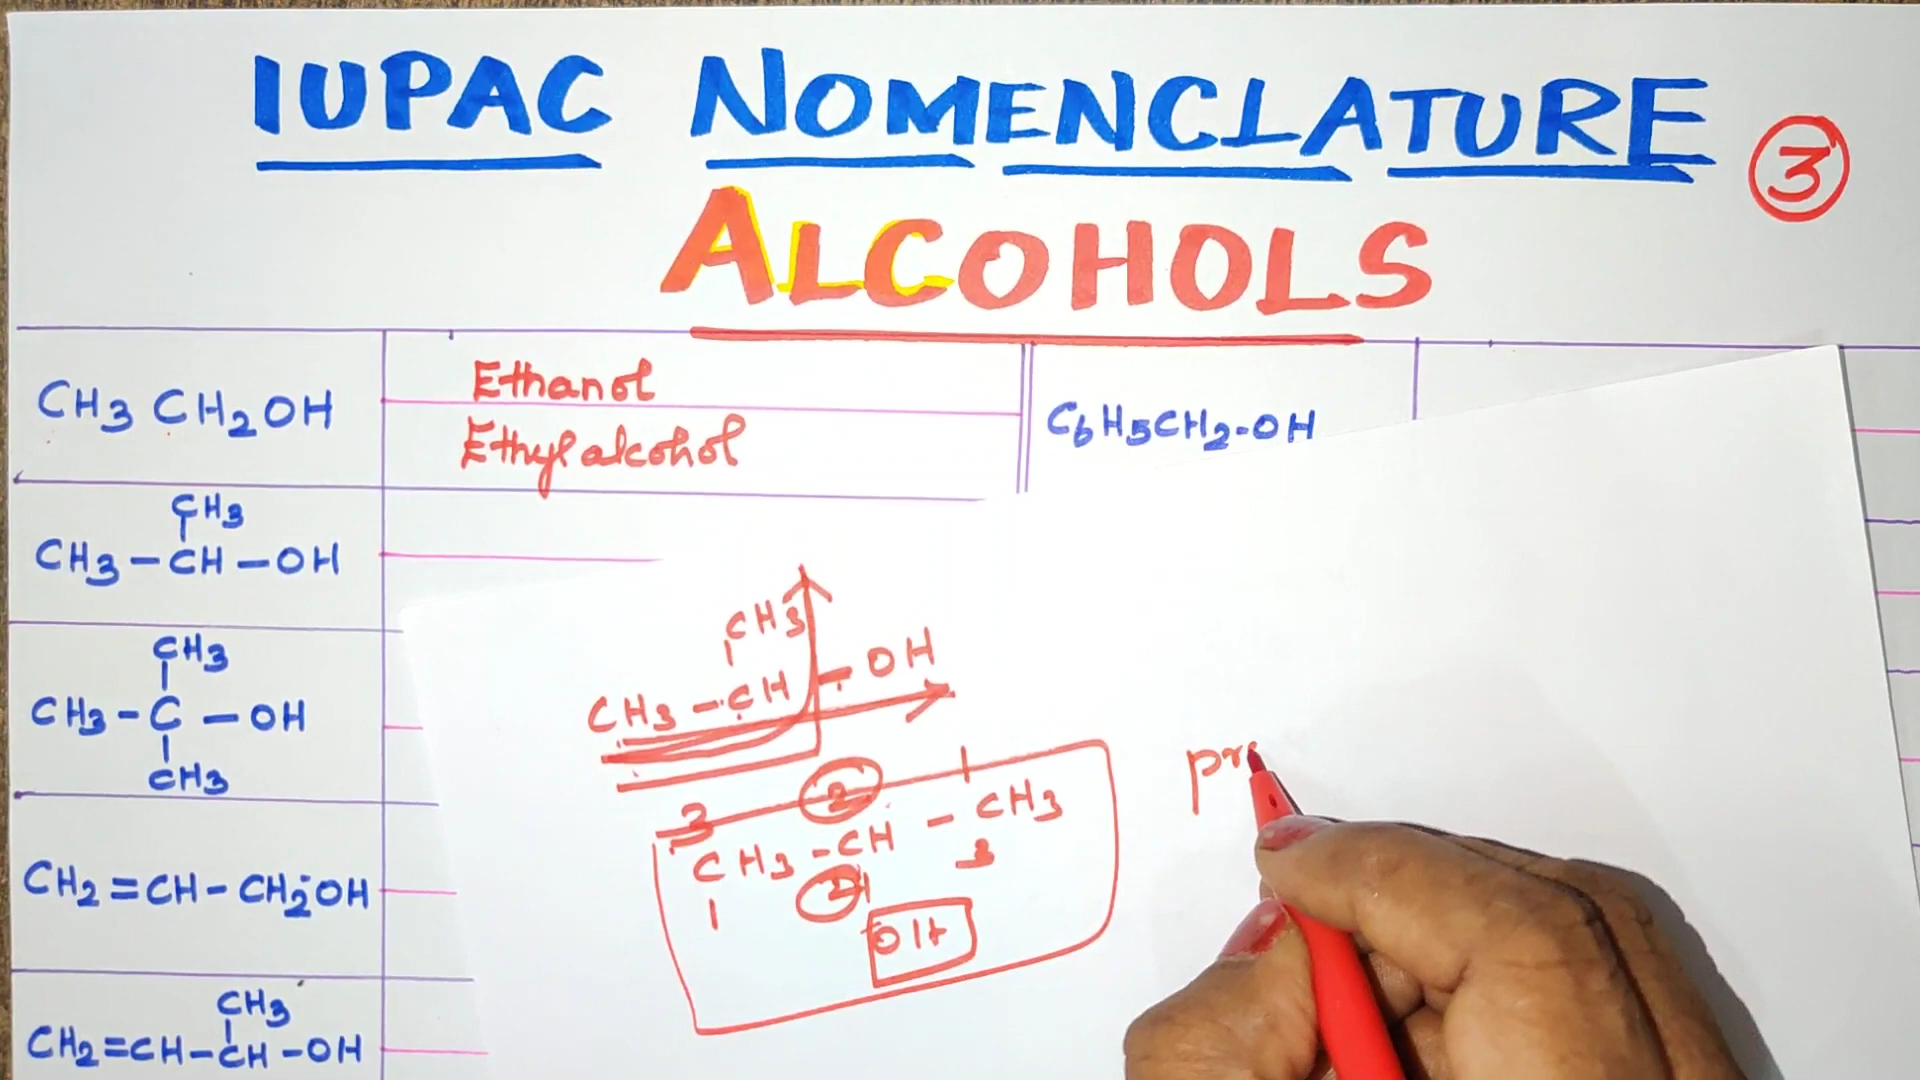 IUPAC NOMENCLATURE 3
ALCOHOLS
CH3 CH2OH
Ethanol
Ethyl alcohol
C6H5CH2-OH
CH3
CH3-CH-OH
CH3
CH3-C-OH
CH3
CH2=CH-CH2OH
CH3
CH2=CH-CH-OH
CH3
CH3-CH-OH
3 2 1
CH3-CH-CH3
1 2 3
OH
pr